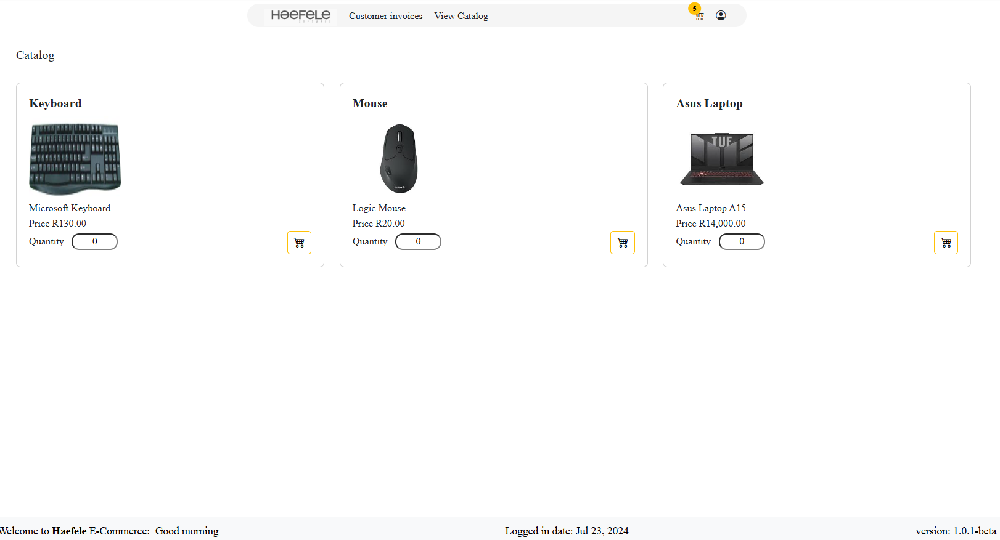 HaeFeLe
SOFTWARE
Customer invoices
View Catalog
5
Catalog
Keyboard
Microsoft Keyboard
Price R130.00
Quantity 0
Mouse
logitech
Logic Mouse
Price R20.00
Quantity 0
Asus Laptop
TUF
Asus Laptop A15
Price R14,000.00
Quantity 0
Welcome to Haefele E-Commerce: Good morning
Logged in date: Jul 23, 2024
version: 1.0.1-beta